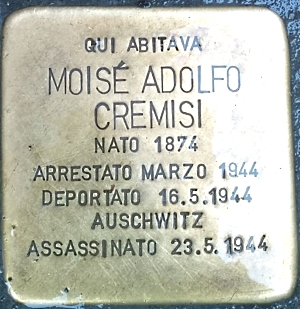 QUI ABITAVA
MOISÉ ADOLFO
CREMISI
NATO 1874
ARRESTATO MARZO 1944
DEPORTATO 16.5.1944
AUSCHWITZ
ASSASSINATO 23.5.1944